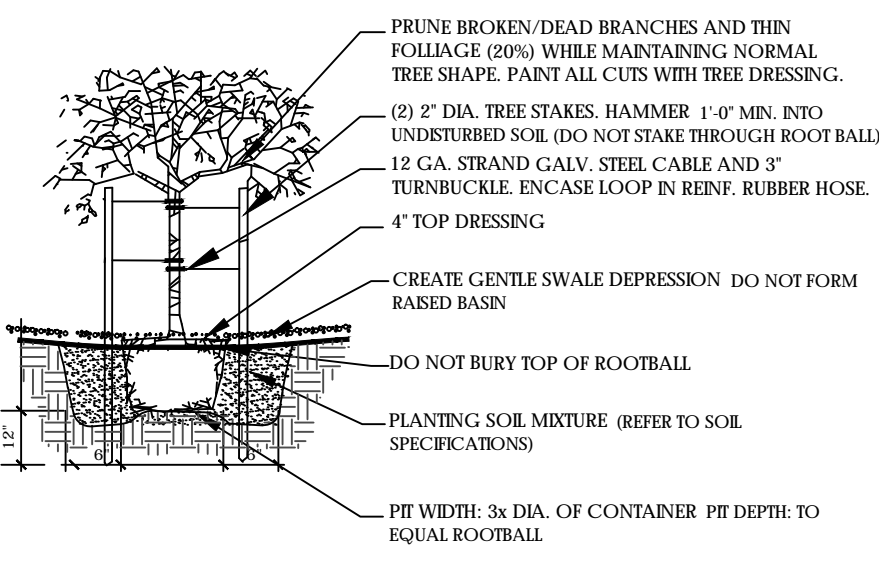 PRUNE BROKEN/DEAD BRANCHES AND THIN
FOLLIAGE (20%) WHILE MAINTAINING NORMAL
TREE SHAPE. PAINT ALL CUTS WITH TREE DRESSING.
(2) 2" DIA. TREE STAKES. HAMMER 1'-0" MIN. INTO
UNDISTURBED SOIL (DO NOT STAKE THROUGH ROOT BALL)
12 GA. STRAND GALV. STEEL CABLE AND 3"
TURNBUCKLE. ENCASE LOOP IN REINF. RUBBER HOSE.
4" TOP DRESSING
CREATE GENTLE SWALE DEPRESSION DO NOT FORM
RAISED BASIN
DO NOT BURY TOP OF ROOTBALL
PLANTING SOIL MIXTURE (REFER TO SOIL
SPECIFICATIONS)
12"
6"
6"
PIT WIDTH: 3x DIA. OF CONTAINER PIT DEPTH: TO
EQUAL ROOTBALL